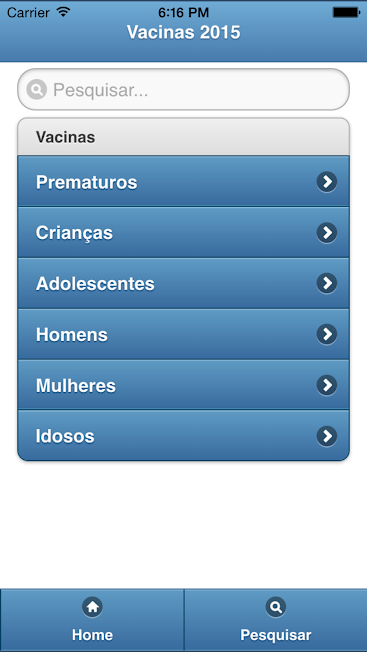 Carrier 6:16 PM
Vacinas 2015
Pesquisar...
Vacinas
Prematuros
Crianças
Adolescentes
Homens
Mulheres
Idosos
Home Pesquisar